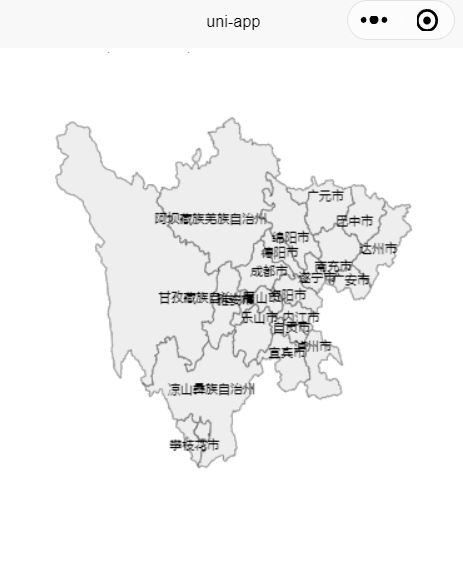 uni-app
广元市
阿坝藏族羌族自治州
巴中市
绵阳市
达州市
德阳市
南充市
成都市
遂宁市
广安市
甘孜藏族自治州
雅安市
眉山市
资阳市
乐山市
内江市
自贡市
泸州市
宜宾市
凉山彝族自治州
攀枝花市